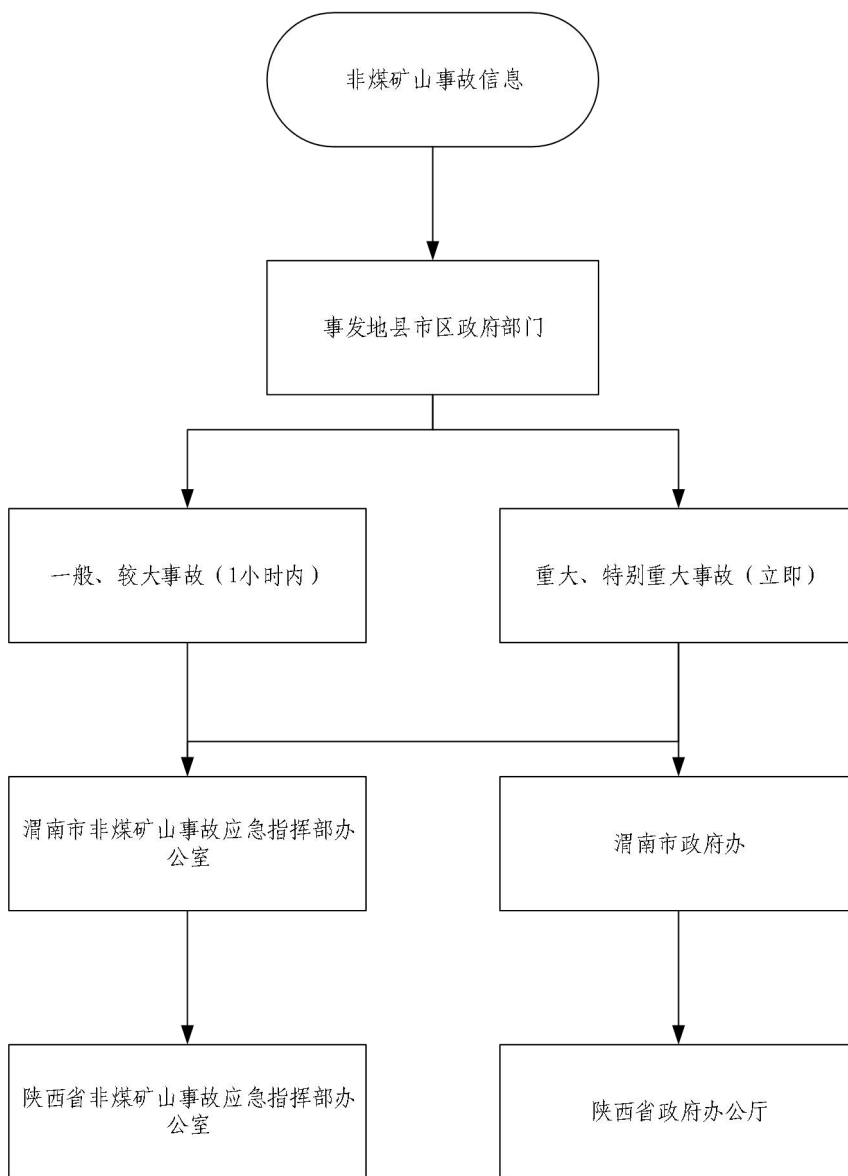 非煤矿山事故信息
事发地县市区政府部门
一般、较大事故（1小时内）
重大、特别重大事故（立即）
渭南市非煤矿山事故应急指挥部办
公室
渭南市政府办
陕西省非煤矿山事故应急指挥部办
公室
陕西省政府办公厅